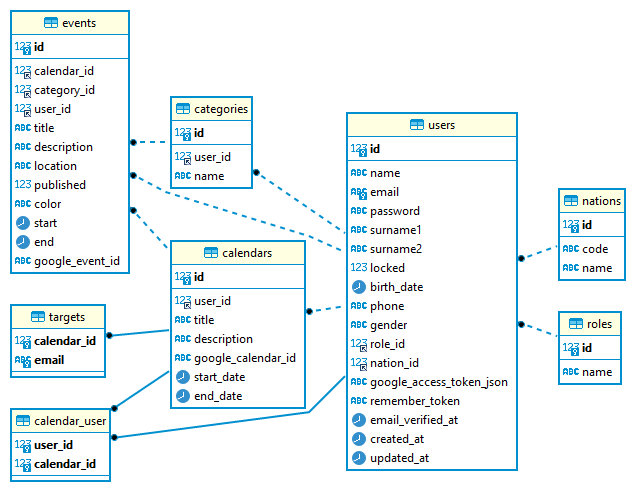 events
123 id
123 calendar_id
123 category_id
123 user_id
ABC title
ABC description
ABC location
123 published
ABC color
start
end
ABC google_event_id
categories
123 id
123 user_id
ABC name
users
123 id
ABC name
ABC email
ABC password
ABC surname1
ABC surname2
123 locked
birth_date
ABC phone
ABC gender
123 role_id
123 nation_id
ABC google_access_token_json
ABC remember_token
email_verified_at
created_at
updated_at
nations
123 id
ABC code
ABC name
calendars
123 id
123 user_id
ABC title
ABC description
ABC google_calendar_id
start_date
end_date
targets
123 calendar_id
ABC email
roles
123 id
ABC name
calendar_user
123 user_id
123 calendar_id